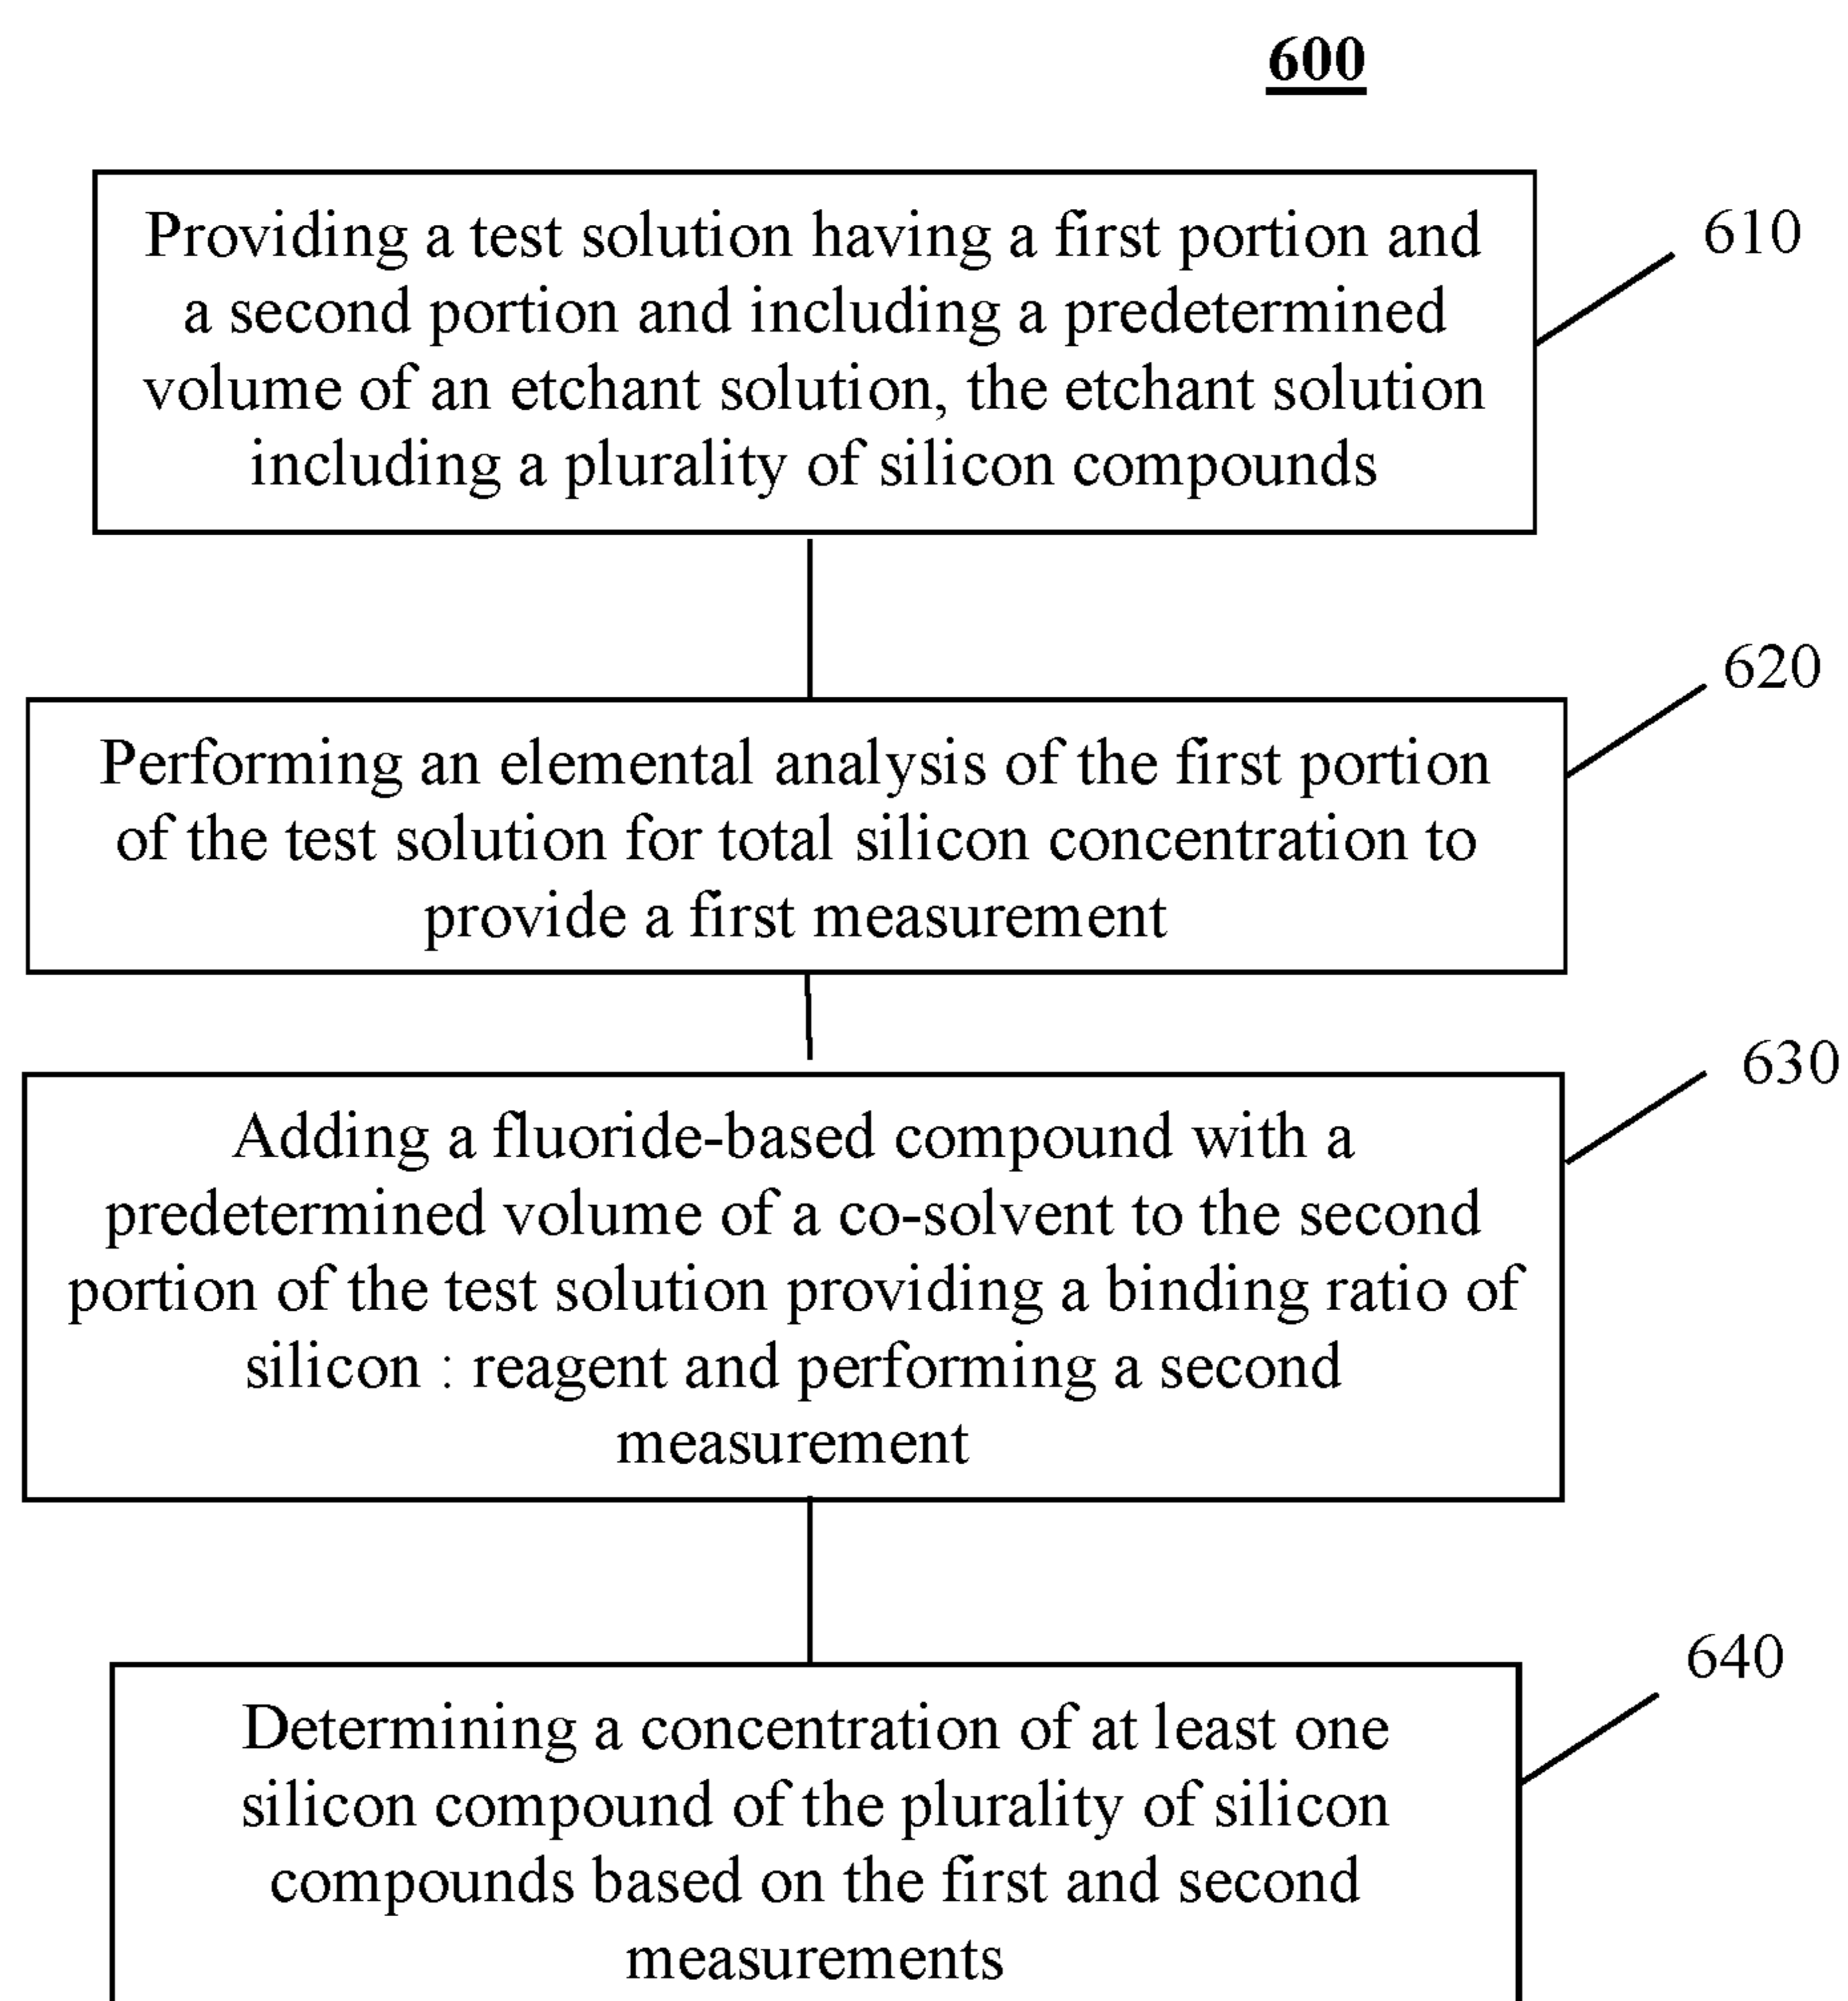 600
Providing a test solution having a first portion and
a second portion and including a predetermined
volume of an etchant solution, the etchant solution
including a plurality of silicon compounds
610
Performing an elemental analysis of the first portion
of the test solution for total silicon concentration to
provide a first measurement
620
Adding a fluoride-based compound with a
predetermined volume of a co-solvent to the second
portion of the test solution providing a binding ratio of
silicon : reagent and performing a second
measurement
630
Determining a concentration of at least one
silicon compound of the plurality of silicon
compounds based on the first and second
measurements
640